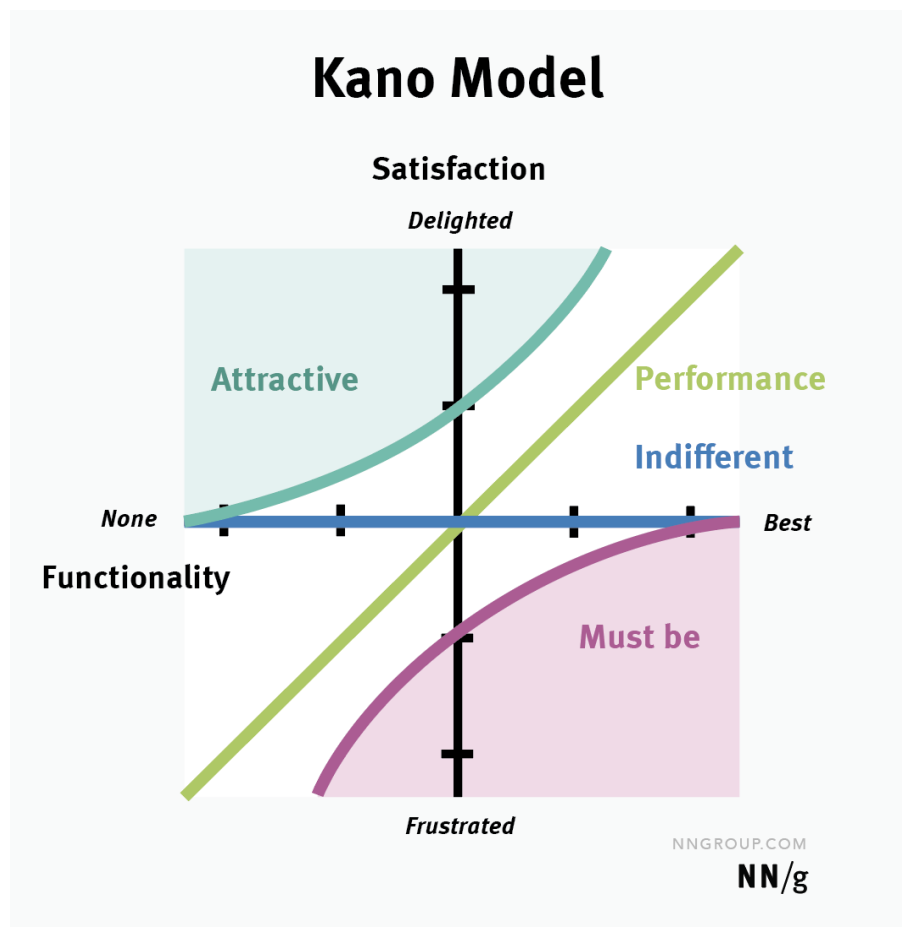 Kano Model
Satisfaction
Delighted
Attractive
Performance
Indifferent
None
Best
Functionality
Must be
Frustrated
NNGROUP.COM
NN/g